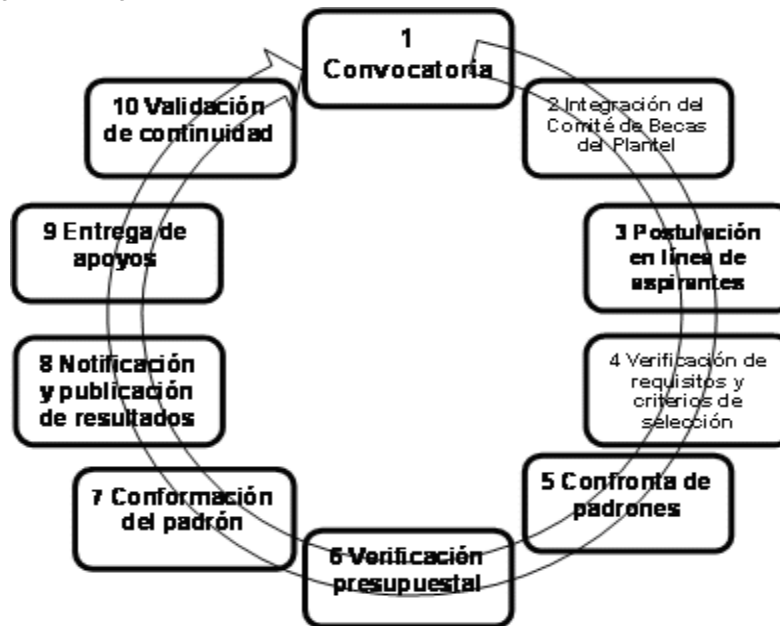 1
Convocatoria
2 Integración del
Comité de Becas
del Plantel
3 Postulación
en línea de
aspirantes
4 Verificación de
requisitos y
criterios de
selección
5 Confronta de
padrones
6 Verificación
presupuestal
7 Conformación
del padrón
8 Notificación
y publicación
de resultados
9 Entrega de
apoyos
10 Validación
de continuidad